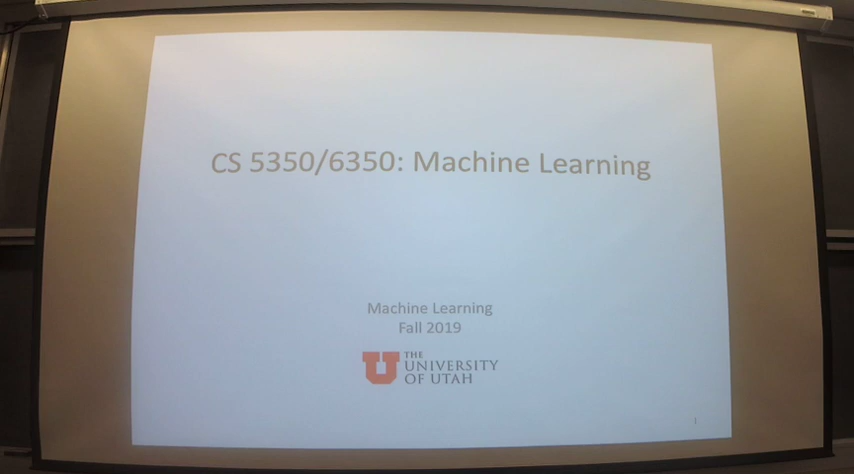 CS 5350/6350: Machine Learning
Machine Learning
Fall 2019
THE
UNIVERSITY
OF UTAH
1